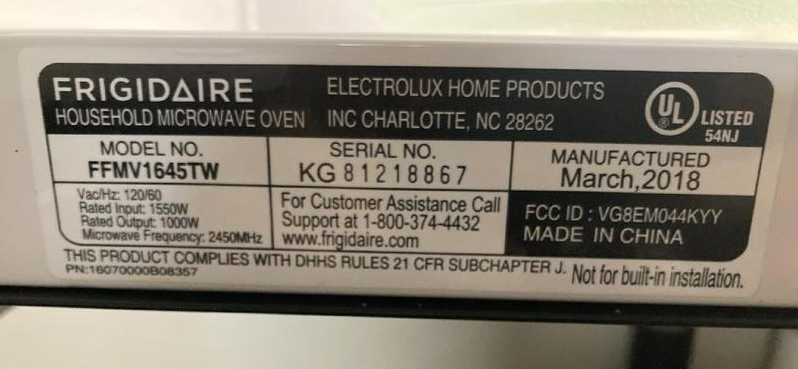 FRIGIDAIRE
HOUSEHOLD MICROWAVE OVEN
ELECTROLUX HOME PRODUCTS
INC CHARLOTTE, NC 28262
UL
LISTED
54NJ
MODEL NO.
FFMV1645TW
SERIAL NO.
KG 81218867
MANUFACTURED
March,2018
Vac/Hz: 120/60
Rated Input: 1550W
Rated Output: 1000W
Microwave Frequency: 2450MHz
For Customer Assistance Call
Support at 1-800-374-4432
www.frigidaire.com
FCC ID : VG8EM044KYY
MADE IN CHINA
THIS PRODUCT COMPLIES WITH DHHS RULES 21 CFR SUBCHAPTER J. Not for built-in installation.
PN:16070000B08357